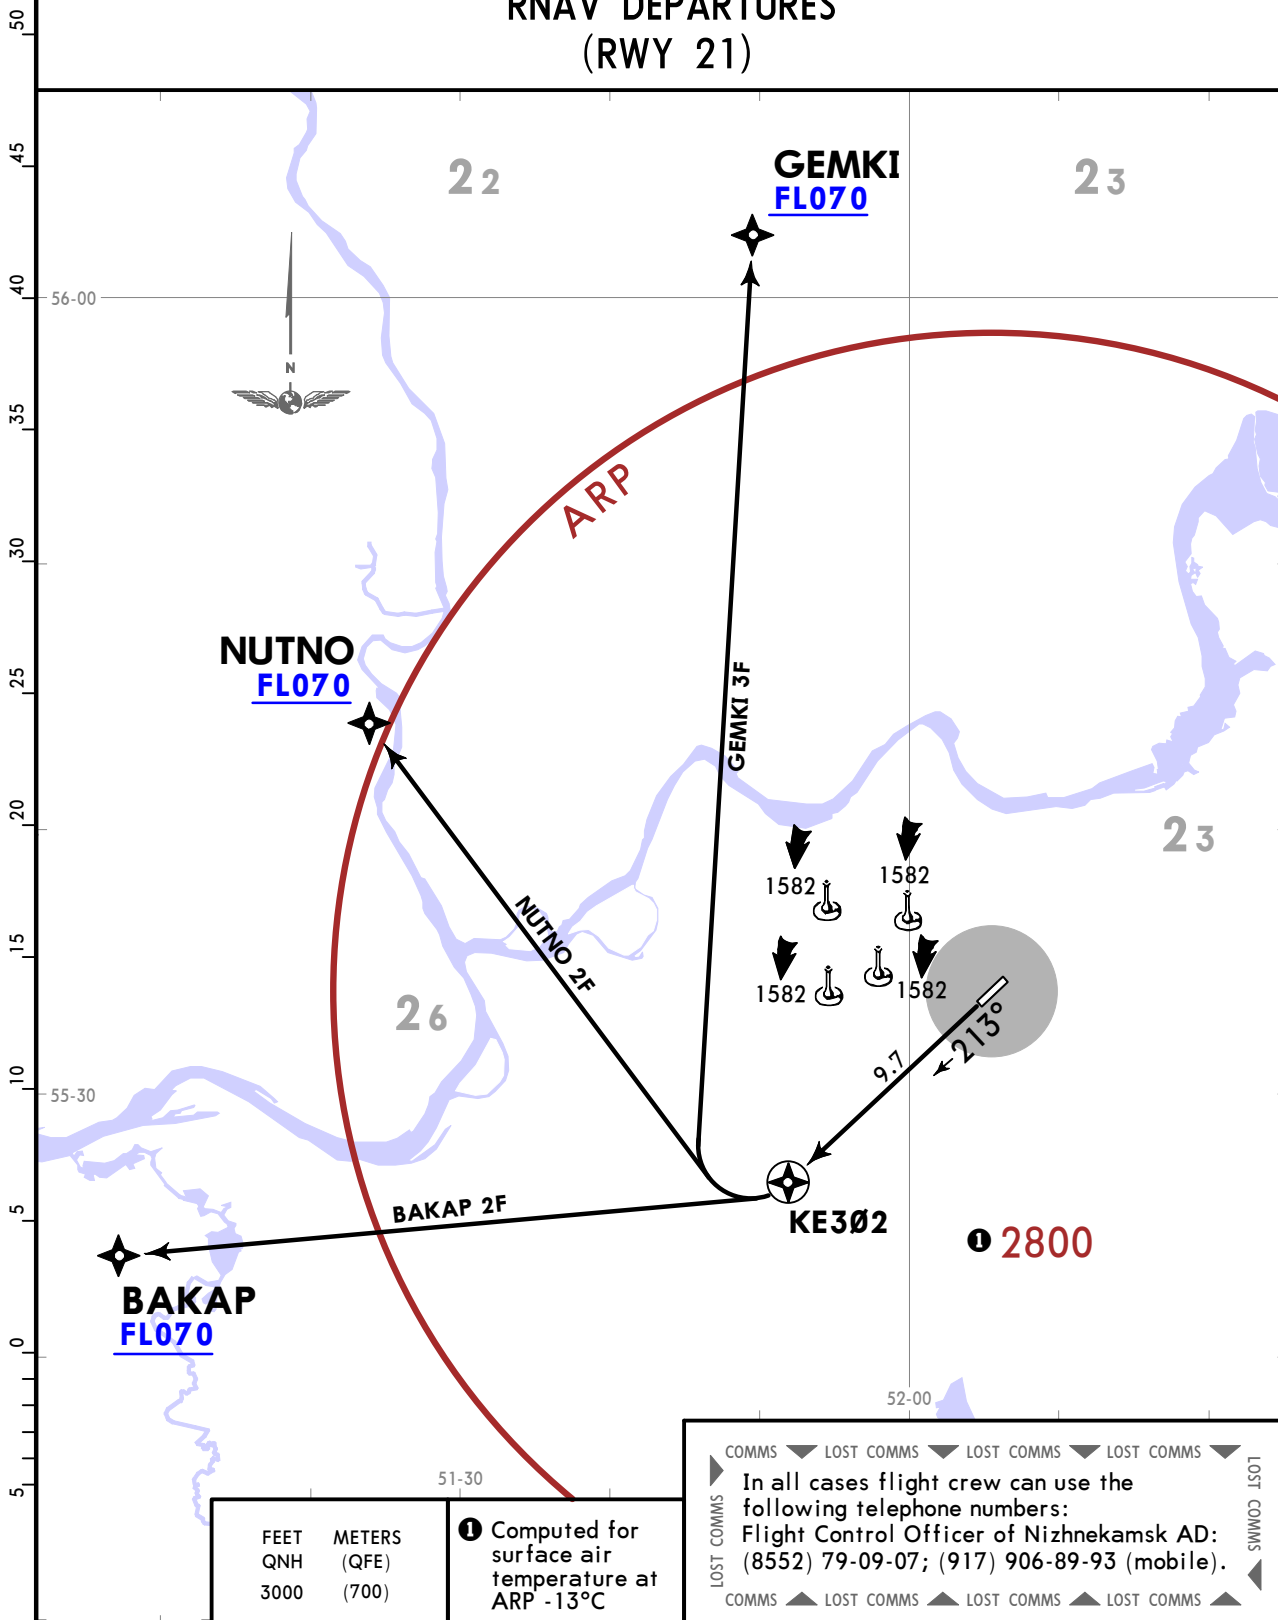 RNAV DEPARTURES
(RWY 21)
50
45
40
35
30
25
20
15
10
5
0
5
22
GEMKI
FL070
23
56-00
N
ARP
NUTNO
FL070
GEMKI 3F
23
1582
1582
NUTNO 2F
1582
1582
26
213°
9.7
55-30
BAKAP 2F
KE3Ø2
1 2800
BAKAP
FL070
52-00
51-30
FEET METERS
QNH (QFE)
3000 (700)
1 Computed for
surface air
temperature at
ARP -13°C
COMMS LOST COMMS LOST COMMS LOST COMMS
LOST COMMS
LOST COMMS
In all cases flight crew can use the
following telephone numbers:
Flight Control Officer of Nizhnekamsk AD:
(8552) 79-09-07; (917) 906-89-93 (mobile).
COMMS LOST COMMS LOST COMMS LOST COMMS